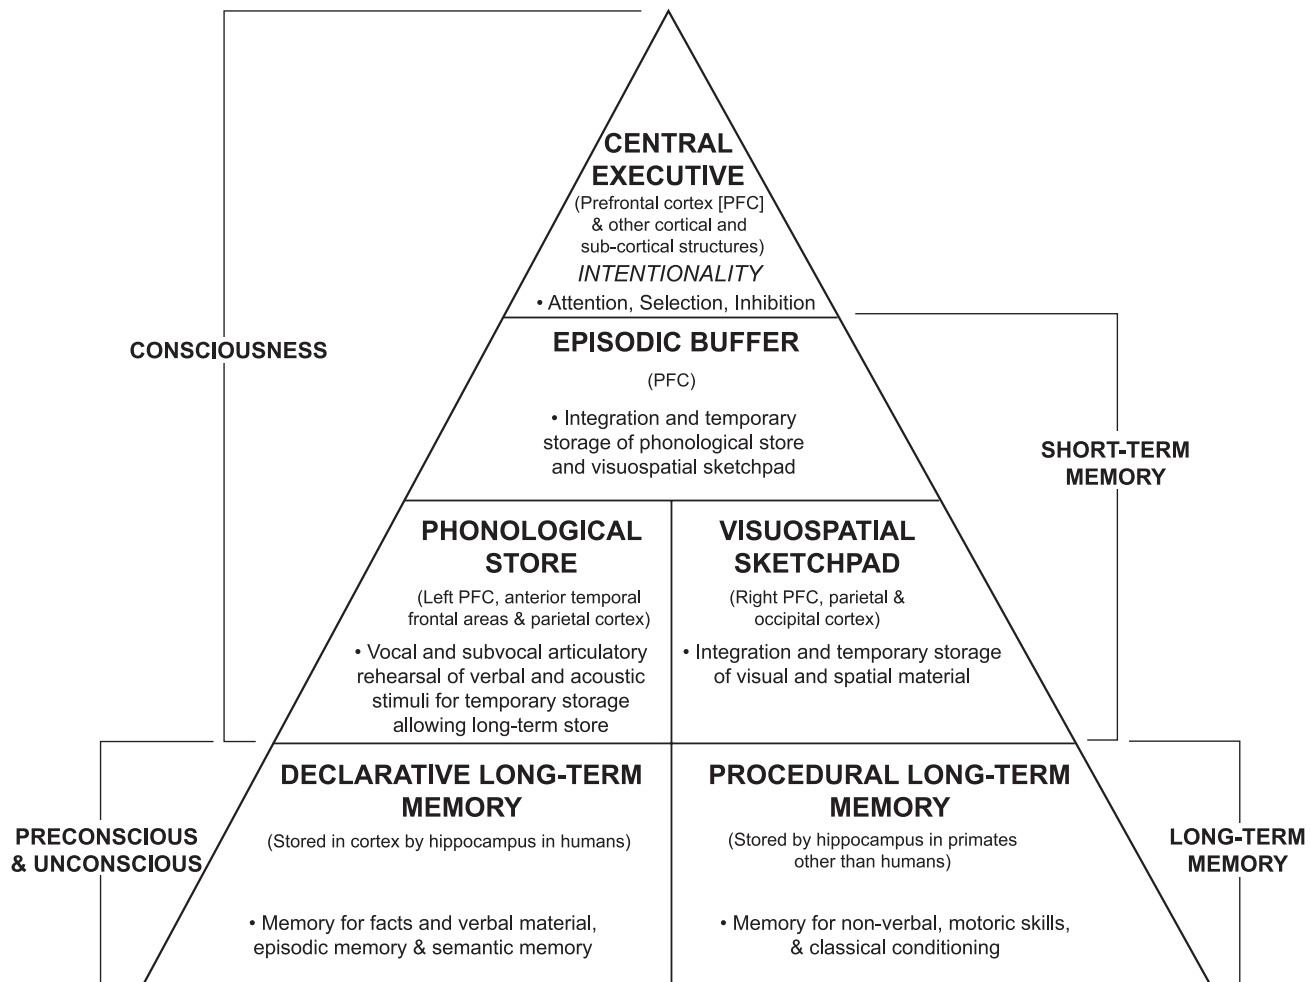 CENTRAL
EXECUTIVE
(Prefrontal cortex [PFC]
& other cortical and
sub-cortical structures)
INTENTIONALITY
• Attention, Selection, Inhibition
CONSCIOUSNESS
EPISODIC BUFFER
(PFC)
• Integration and temporary
storage of phonological store
and visuospatial sketchpad
SHORT-TERM
MEMORY
PHONOLOGICAL
STORE
(Left PFC, anterior temporal
frontal areas & parietal cortex)
• Vocal and subvocal articulatory
rehearsal of verbal and acoustic
stimuli for temporary storage
allowing long-term store
VISUOSPATIAL
SKETCHPAD
(Right PFC, parietal &
occipital cortex)
• Integration and temporary storage
of visual and spatial material
PRECONSCIOUS
& UNCONSCIOUS
DECLARATIVE LONG-TERM
MEMORY
(Stored in cortex by hippocampus in humans)
• Memory for facts and verbal material,
episodic memory & semantic memory
PROCEDURAL LONG-TERM
MEMORY
(Stored by hippocampus in primates
other than humans)
• Memory for non-verbal, motoric skills,
& classical conditioning
LONG-TERM
MEMORY